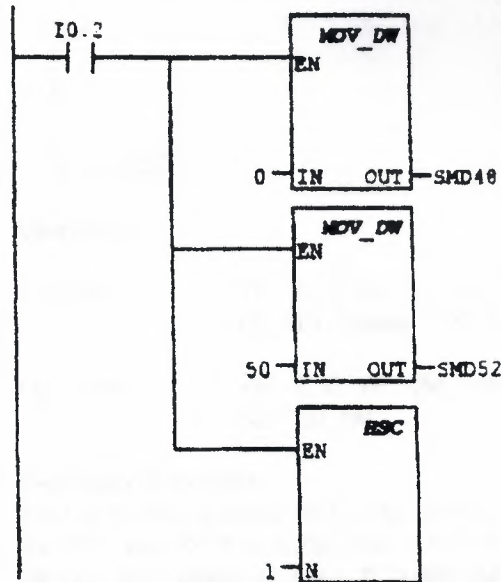 I0.2
MOV_DW
EN
0 IN OUT SMD48
MOV_DW
EN
50 IN OUT SMD52
HSC
EN
1 N